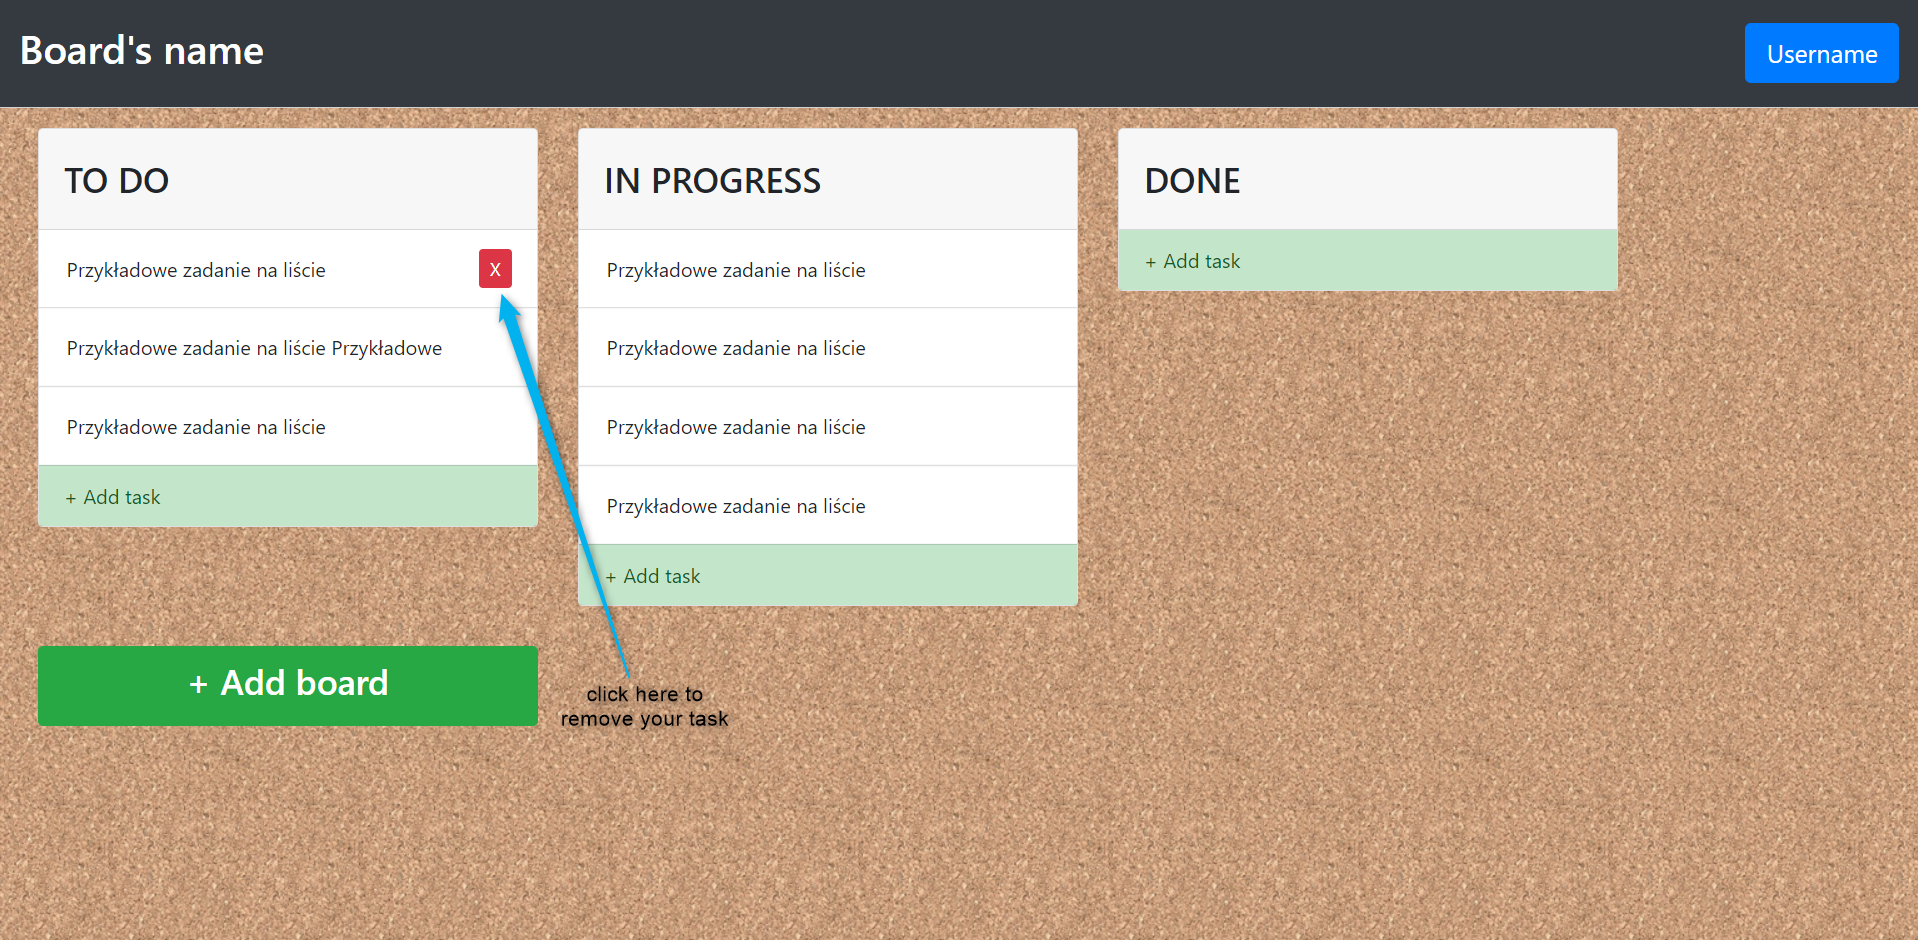 Board's name
Username
TO DO
Przykładowe zadanie na liście
X
Przykładowe zadanie na liście Przykładowe
Przykładowe zadanie na liście
+ Add task
IN PROGRESS
Przykładowe zadanie na liście
Przykładowe zadanie na liście
Przykładowe zadanie na liście
Przykładowe zadanie na liście
+ Add task
DONE
+ Add task
+ Add board
click here to
remove your task